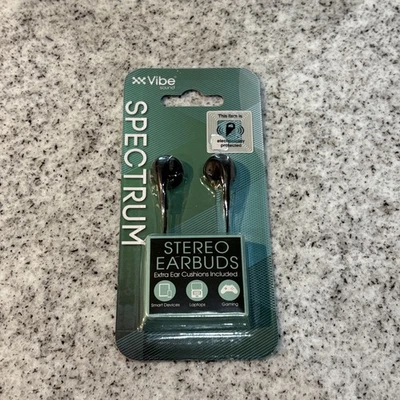 Vibe
sound
SPECTRUM
This item is
electronically
protected
STEREO
EARBUDS
Extra Ear Cushions Included
Smart Devices
Laptops
Gaming